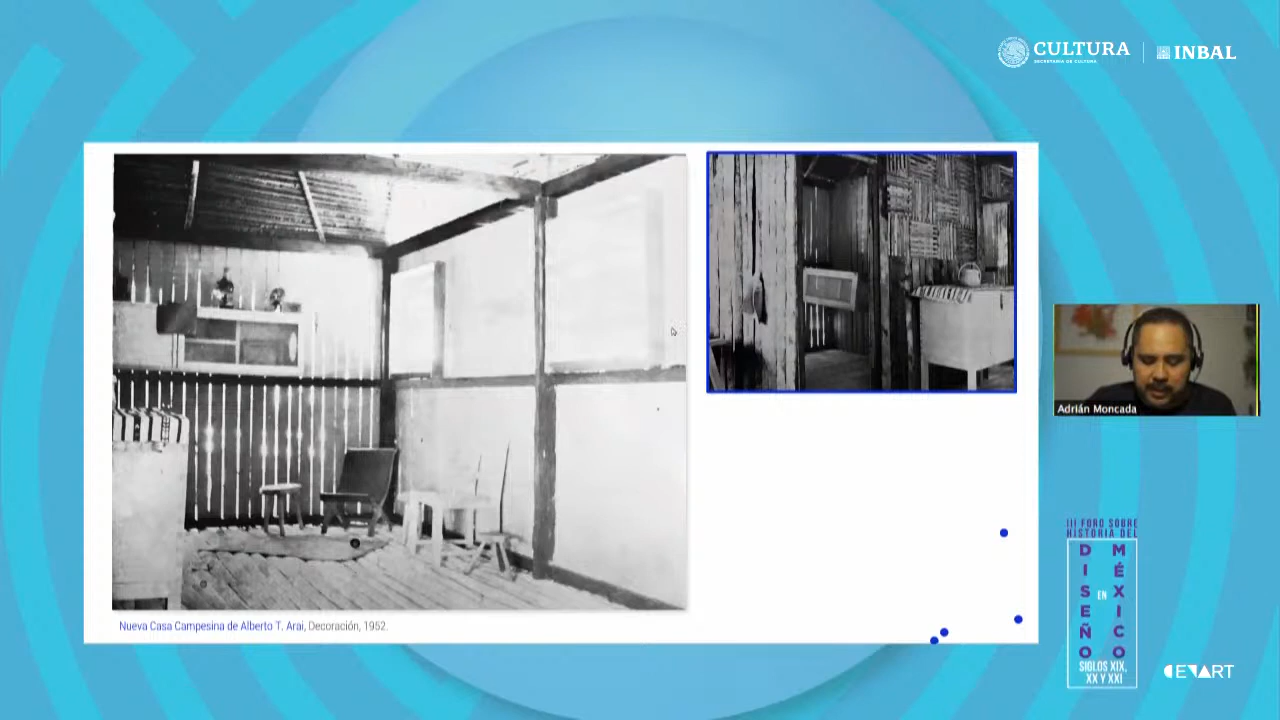 CULTURA
SECRETARÍA DE CULTURA
INBAL
Adrián Moncada
Nueva Casa Campesina de Alberto T. Arai, Decoración, 1952.
III FORO SOBRE
HISTORIA DEL
DISEÑO
EN
MÉXICO
SIGLOS XIX,
XX Y XXI
CENART